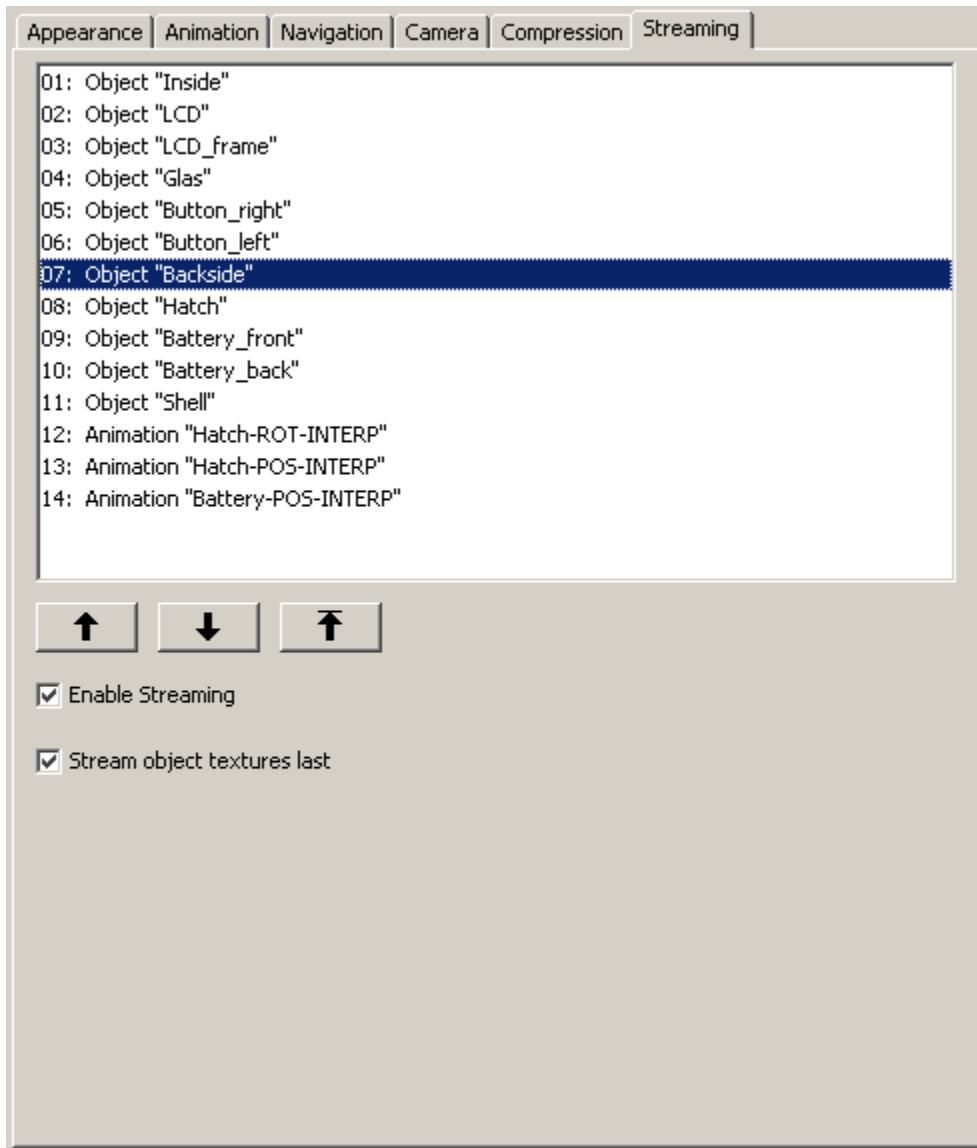 Appearance Animation Navigation Camera Compression Streaming
01: Object "Inside"
02: Object "LCD"
03: Object "LCD_frame"
04: Object "Glas"
05: Object "Button_right"
06: Object "Button_left"
07: Object "Backside"
08: Object "Hatch"
09: Object "Battery_front"
10: Object "Battery_back"
11: Object "Shell"
12: Animation "Hatch-ROT-INTERP"
13: Animation "Hatch-POS-INTERP"
14: Animation "Battery-POS-INTERP"
Enable Streaming
Stream object textures last